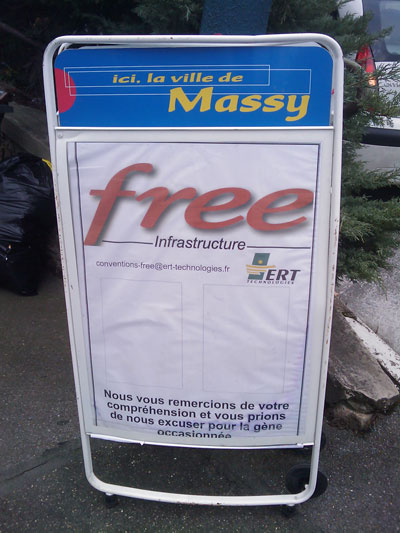 ici, la ville de
Massy
free
Infrastructure
conventions-free@ert-technologies.fr
ERT
TECHNOLOGIES
Nous vous remercions de votre
compréhension et vous prions
de nous excuser pour la gène
occasionnée